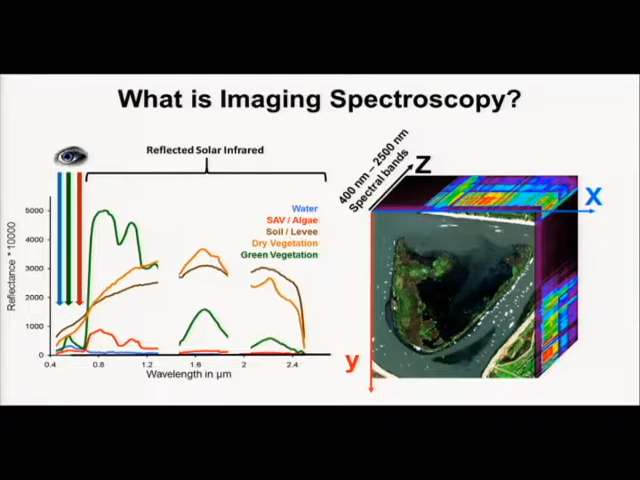 What is Imaging Spectroscopy?
Reflected Solar Infrared
Water
SAV / Algae
Soil / Levee
Dry Vegetation
Green Vegetation
Reflectance *10000
5000
4000
3000
2000
1000
0
0.4 0.8 1.2 1.6 2 2.4
Wavelength in µm
400 nm – 2500 nm
Spectral bands
Z
X
y